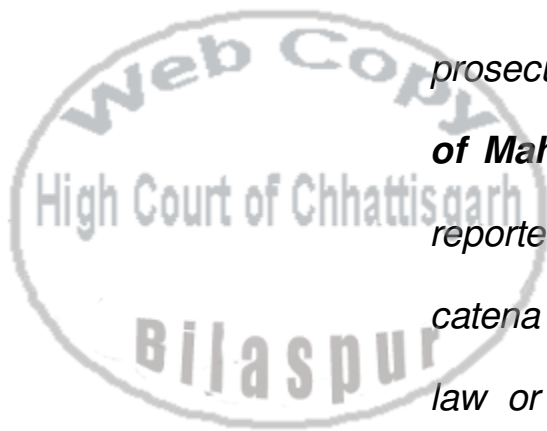 Web Copy
prosecu
of Mah
High Court of Chhattisgarh
reporte
catena
Bilaspur
law or